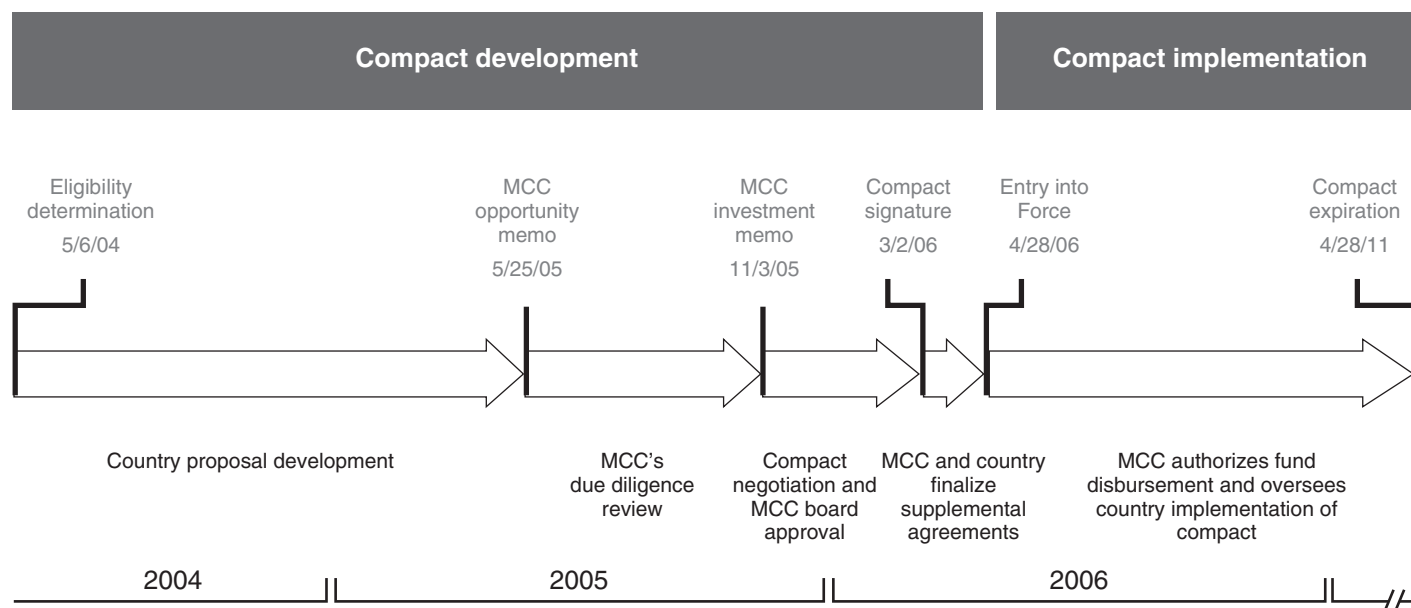 Compact development
Compact implementation
Eligibility
determination
5/6/04
MCC
opportunity
memo
5/25/05
MCC
investment
memo
11/3/05
Compact
signature
3/2/06
Entry into
Force
4/28/06
Compact
expiration
4/28/11
Country proposal development
MCC's
due diligence
review
Compact
negotiation and
MCC board
approval
MCC and country
finalize
supplemental
agreements
MCC authorizes fund
disbursement and oversees
country implementation of
compact
2004
2005
2006